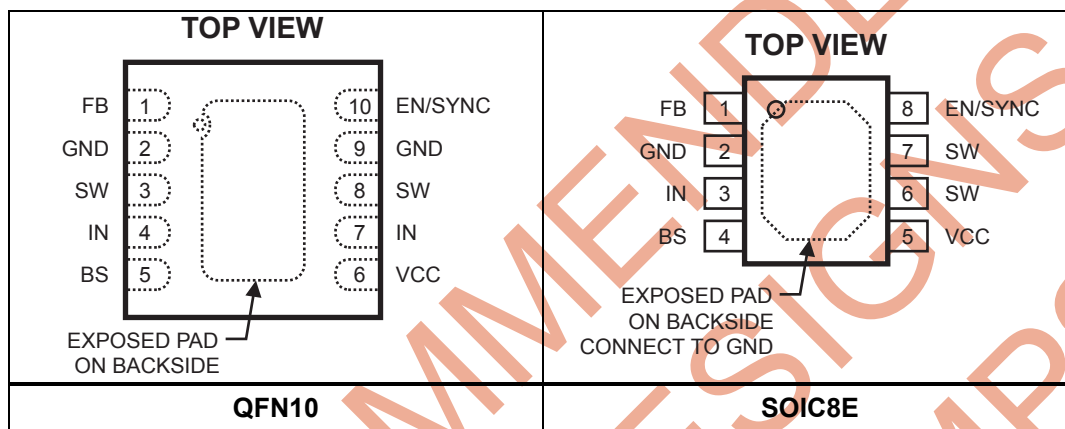 TOP VIEW
FB 1 10 EN/SYNC
GND 2 9 GND
SW 3 8 SW
IN 4 7 IN
BS 5 6 VCC
EXPOSED PAD
ON BACKSIDE
QFN10
TOP VIEW
FB 1 8 EN/SYNC
GND 2 7 SW
IN 3 6 SW
BS 4 5 VCC
EXPOSED PAD
ON BACKSIDE
CONNECT TO GND
SOIC8E